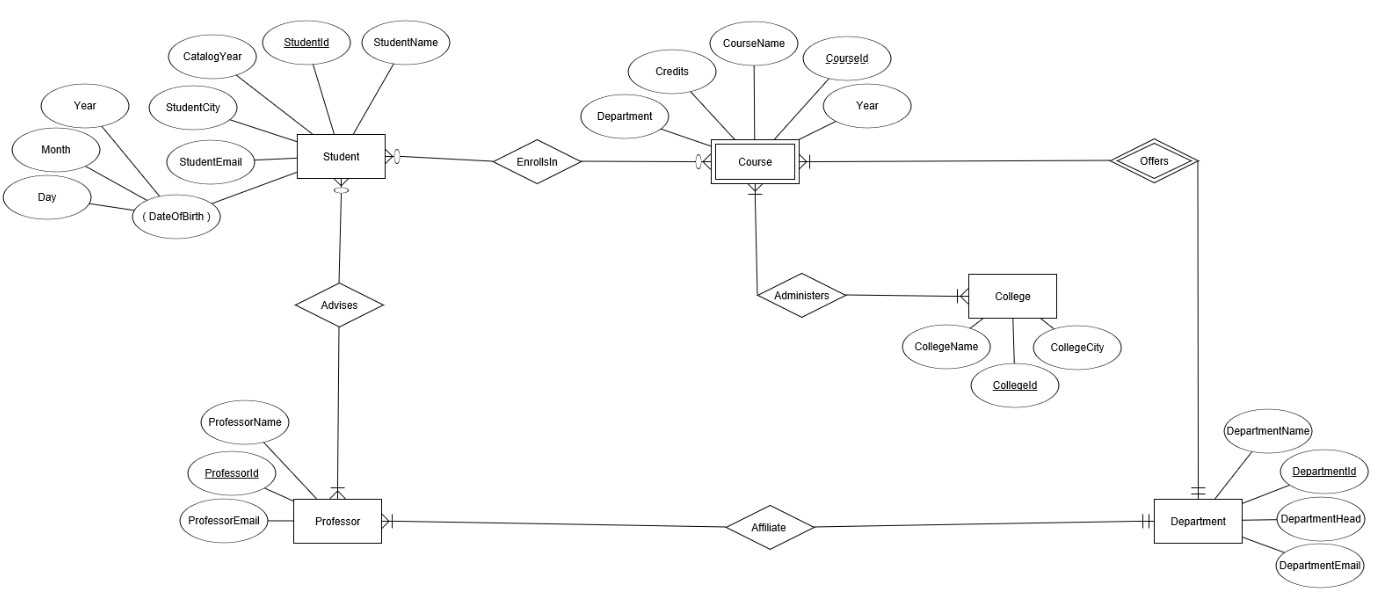 StudentId
StudentName
CatalogYear
CourseName
CourseId
Credits
Year
StudentCity
Year
Department
Month
StudentEmail
Student
EnrollsIn
Course
Offers
Day
( DateOfBirth )
Administers
College
Advises
CollegeName
CollegeCity
CollegeId
ProfessorName
DepartmentName
ProfessorId
DepartmentId
ProfessorEmail
Professor
Affiliate
Department
DepartmentHead
DepartmentEmail